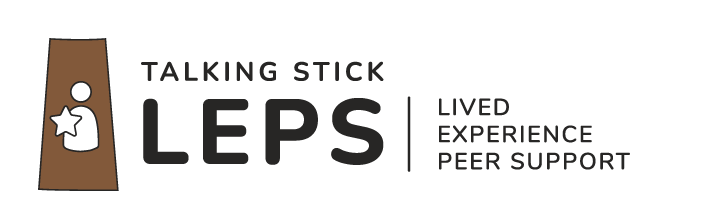 TALKING STICK
LEPS
LIVED
EXPERIENCE
PEER SUPPORT